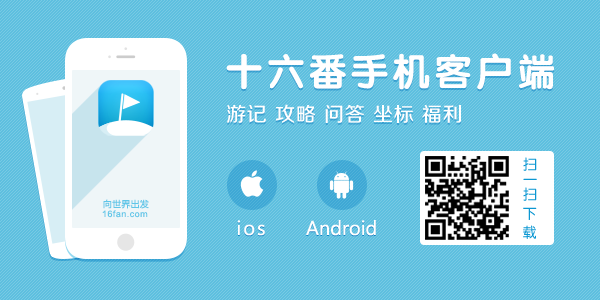 十六番手机客户端
游记 攻略 问答 坐标 福利
向世界出发
16fan.com
ios
Android
扫一扫下载